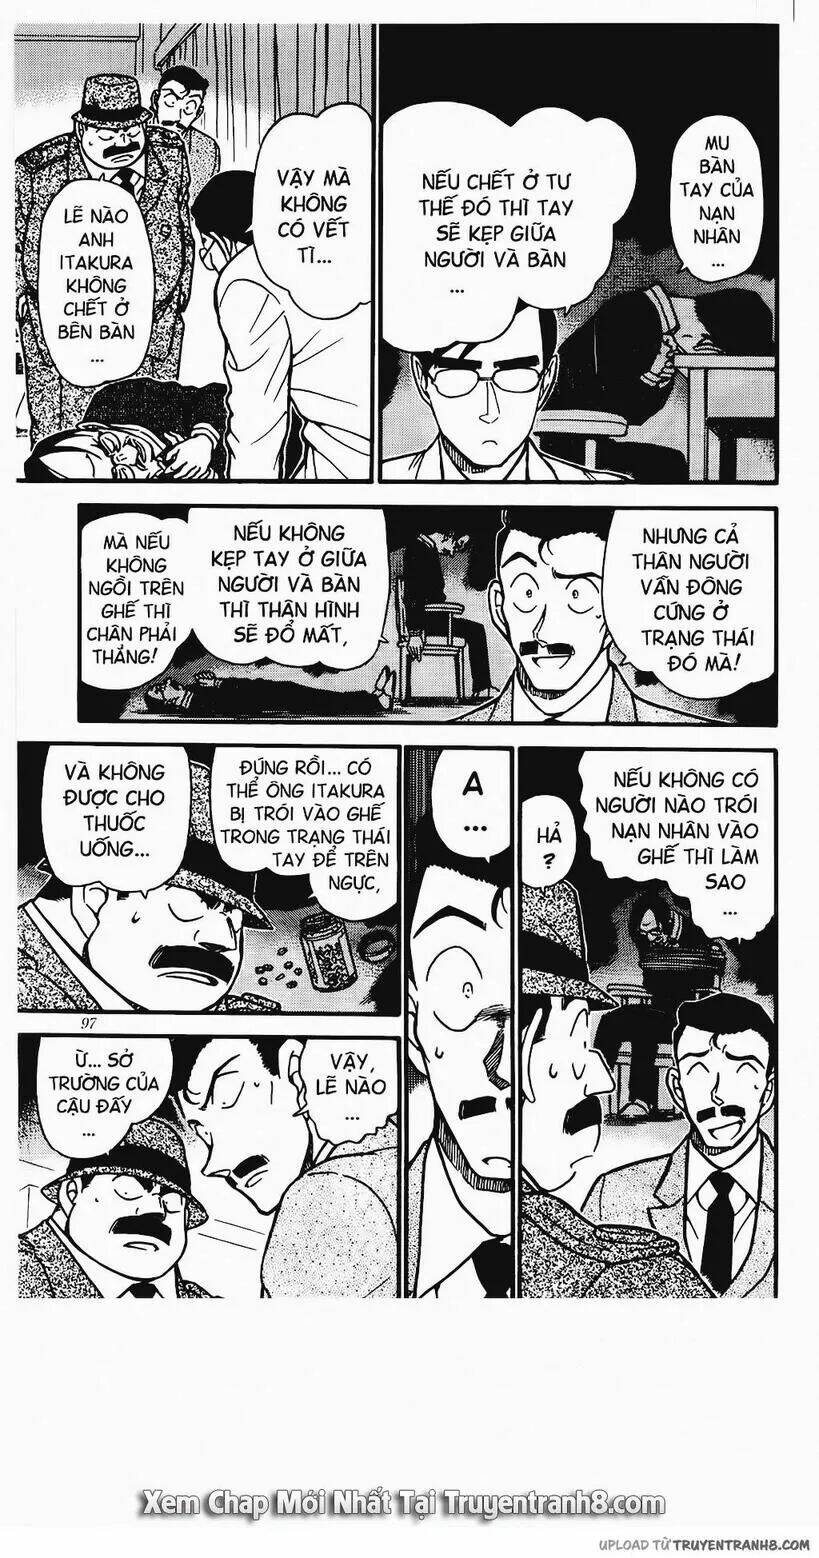 MU
BÀN
TAY CỦA
NẠN
NHÂN
...
NẾU CHẾT Ở TƯ
THẾ ĐÓ THÌ TAY
SẼ KẸP GIỮA
NGƯỜI VÀ BÀN
...
VẬY MÀ
KHÔNG
CÓ VẾT
TÌ...
LẼ NÀO
ANH
ITAKURA
KHÔNG
CHẾT Ở
BÊN BÀN
...
NHƯNG CẢ
THÂN NGƯỜI
VẪN ĐÔNG
CỨNG Ở
TRẠNG THÁI
ĐÓ MÀ!
NẾU KHÔNG
KẸP TAY Ở GIỮA
NGƯỜI VÀ BÀN
THÌ THÂN HÌNH
SẼ ĐỔ MẤT,
MÀ NẾU
KHÔNG
NGỒI TRÊN
GHẾ THÌ
CHÂN PHẢI
THẲNG!
NẾU KHÔNG CÓ
NGƯỜI NÀO TRÓI
NẠN NHÂN VÀO
GHẾ THÌ LÀM
SAO
...
HẢ
?
A
...
ĐÚNG RỒI... CÓ
THỂ ÔNG ITAKURA
BỊ TRÓI VÀO GHẾ
TRONG TRẠNG THÁI
TAY ĐỂ TRÊN
NGỰC,
VÀ KHÔNG
ĐƯỢC CHO
THUỐC
UỐNG...
97
VẬY,
LẼ NÀO
...
Ừ... SỞ
TRƯỜNG CỦA
CẬU ĐẤY
...
Xem Chap Mới Nhất Tại Truyentranh8.com
UPLOAD TỪ TRUYENTRANH8.COM